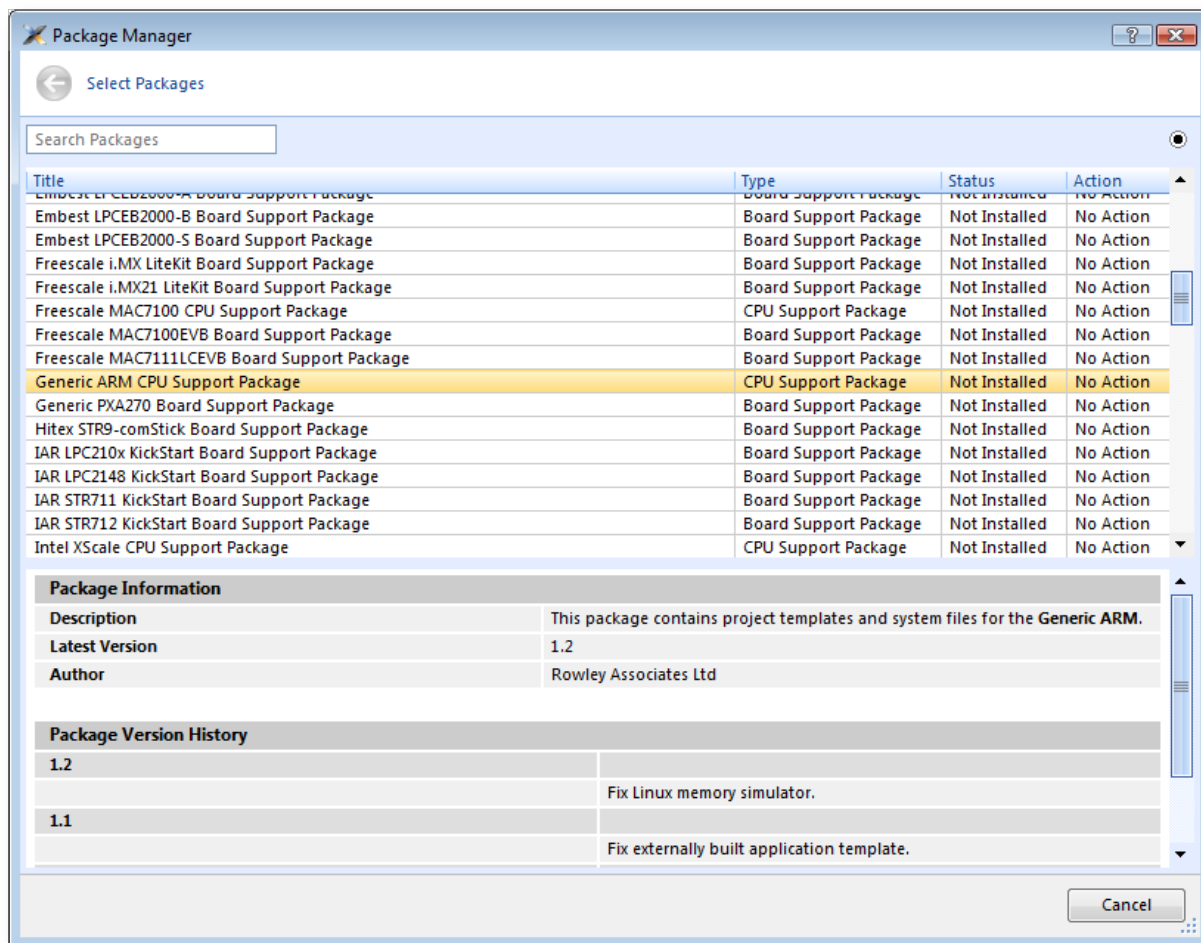 Package Manager
Select Packages
Search Packages
Title Type Status Action
Embest LPCEB2000-A Board Support Package Board Support Package Not Installed No Action
Embest LPCEB2000-B Board Support Package Board Support Package Not Installed No Action
Embest LPCEB2000-S Board Support Package Board Support Package Not Installed No Action
Freescale i.MX LiteKit Board Support Package Board Support Package Not Installed No Action
Freescale i.MX21 LiteKit Board Support Package Board Support Package Not Installed No Action
Freescale MAC7100 CPU Support Package CPU Support Package Not Installed No Action
Freescale MAC7100EVB Board Support Package Board Support Package Not Installed No Action
Freescale MAC7111LCEVB Board Support Package Board Support Package Not Installed No Action
Generic ARM CPU Support Package CPU Support Package Not Installed No Action
Generic PXA270 Board Support Package Board Support Package Not Installed No Action
Hitex STR9-comStick Board Support Package Board Support Package Not Installed No Action
IAR LPC210x KickStart Board Support Package Board Support Package Not Installed No Action
IAR LPC2148 KickStart Board Support Package Board Support Package Not Installed No Action
IAR STR711 KickStart Board Support Package Board Support Package Not Installed No Action
IAR STR712 KickStart Board Support Package Board Support Package Not Installed No Action
Intel XScale CPU Support Package CPU Support Package Not Installed No Action
Package Information
Description This package contains project templates and system files for the Generic ARM.
Latest Version 1.2
Author Rowley Associates Ltd
Package Version History
1.2
Fix Linux memory simulator.
1.1
Fix externally built application template.
Cancel